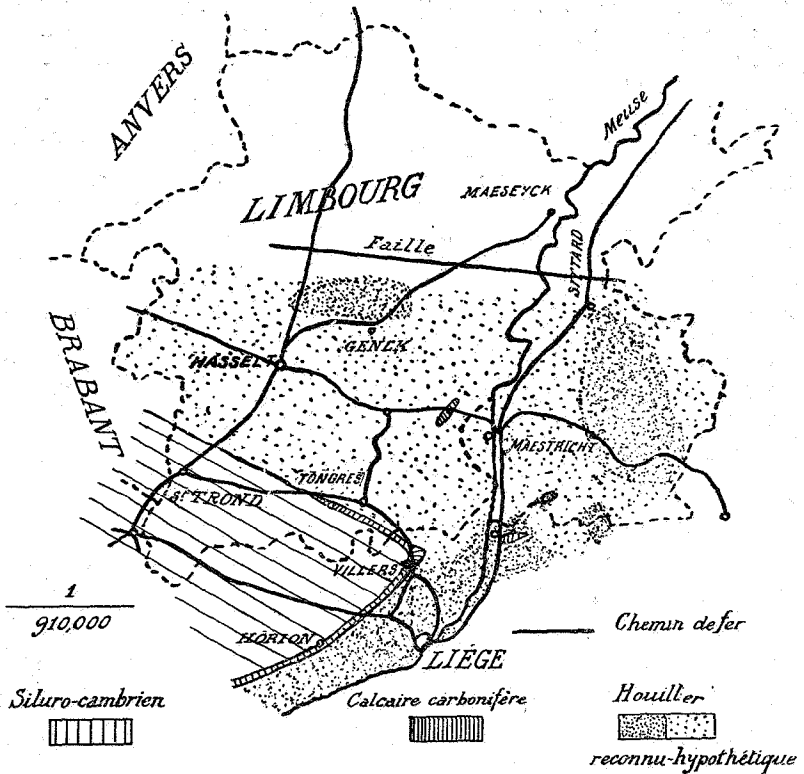 ANVERS
Meuse
LIMBOURG
MAESEYCK
Faille
SITTARD
BRABANT
HASSELT
GENCK
MAESTRICHT
TONGRES
St TROND
VILLERS
HORION
LIÉGE
1
910,000
Chemin de fer
Siluro-cambrien
Calcaire carbonifère
Houiller
reconnu-hypothétique